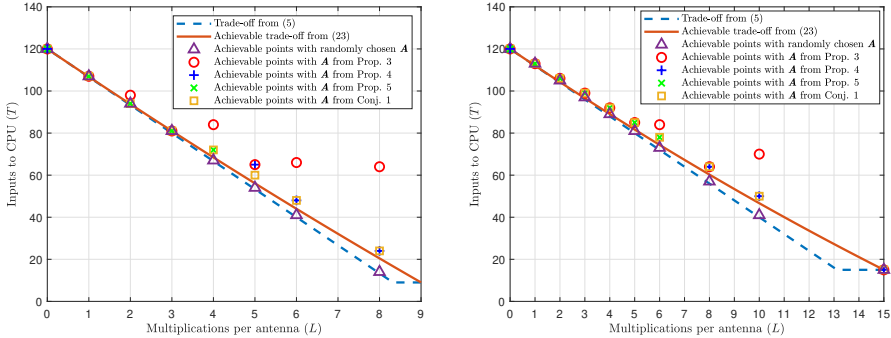 Trade-off from (5)
Achievable trade-off from (23)
Achievable points with randomly chosen A
Achievable points with A from Prop. 3
Achievable points with A from Prop. 4
Achievable points with A from Prop. 5
Achievable points with A from Conj. 1
140
120
100
80
60
40
20
0
Inputs to CPU (T)
0 1 2 3 4 5 6 7 8 9
Multiplications per antenna (L)
Trade-off from (5)
Achievable trade-off from (23)
Achievable points with randomly chosen A
Achievable points with A from Prop. 3
Achievable points with A from Prop. 4
Achievable points with A from Prop. 5
Achievable points with A from Conj. 1
140
120
100
80
60
40
20
0
Inputs to CPU (T)
0 1 2 3 4 5 6 7 8 9 10 11 12 13 14 15
Multiplications per antenna (L)